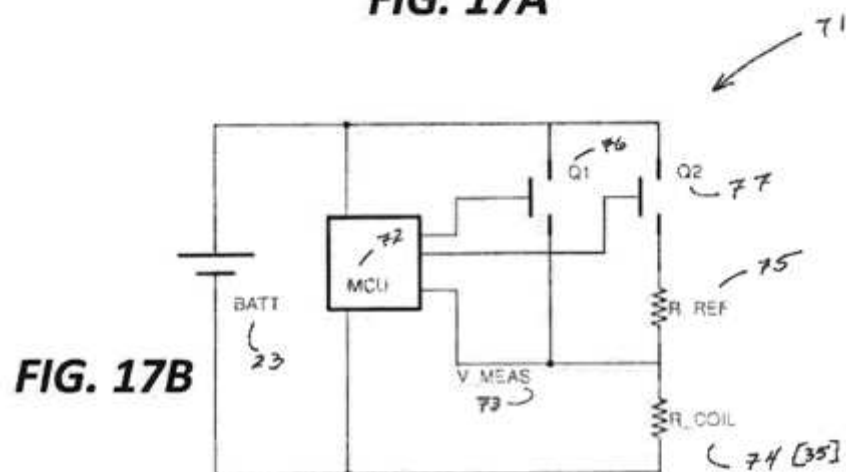 FIG. 17A
71
76
Q1
Q2
77
72
MCU
75
BATT
R_REF
23
FIG. 17B
V_MEAS
73
R_COIL
74 [35]